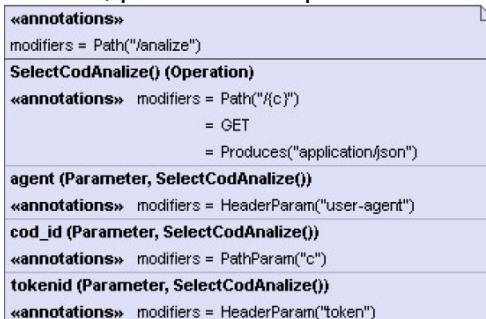 «annotations»
modifiers = Path("/analize")
SelectCodAnalize() (Operation)
«annotations» modifiers = Path("/{c}")
= GET
= Produces("application/json")
agent (Parameter, SelectCodAnalize())
«annotations» modifiers = HeaderParam("user-agent")
cod_id (Parameter, SelectCodAnalize())
«annotations» modifiers = PathParam("c")
tokenid (Parameter, SelectCodAnalize())
«annotations» modifiers = HeaderParam("token")